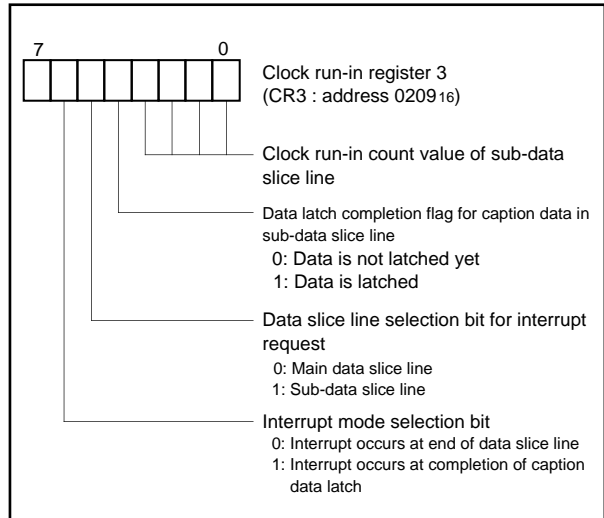 7 0
Clock run-in register 3
(CR3 : address 020916)
Clock run-in count value of sub-data
slice line
Data latch completion flag for caption data in
sub-data slice line
0: Data is not latched yet
1: Data is latched
Data slice line selection bit for interrupt
request
0: Main data slice line
1: Sub-data slice line
Interrupt mode selection bit
0: Interrupt occurs at end of data slice line
1: Interrupt occurs at completion of caption
data latch